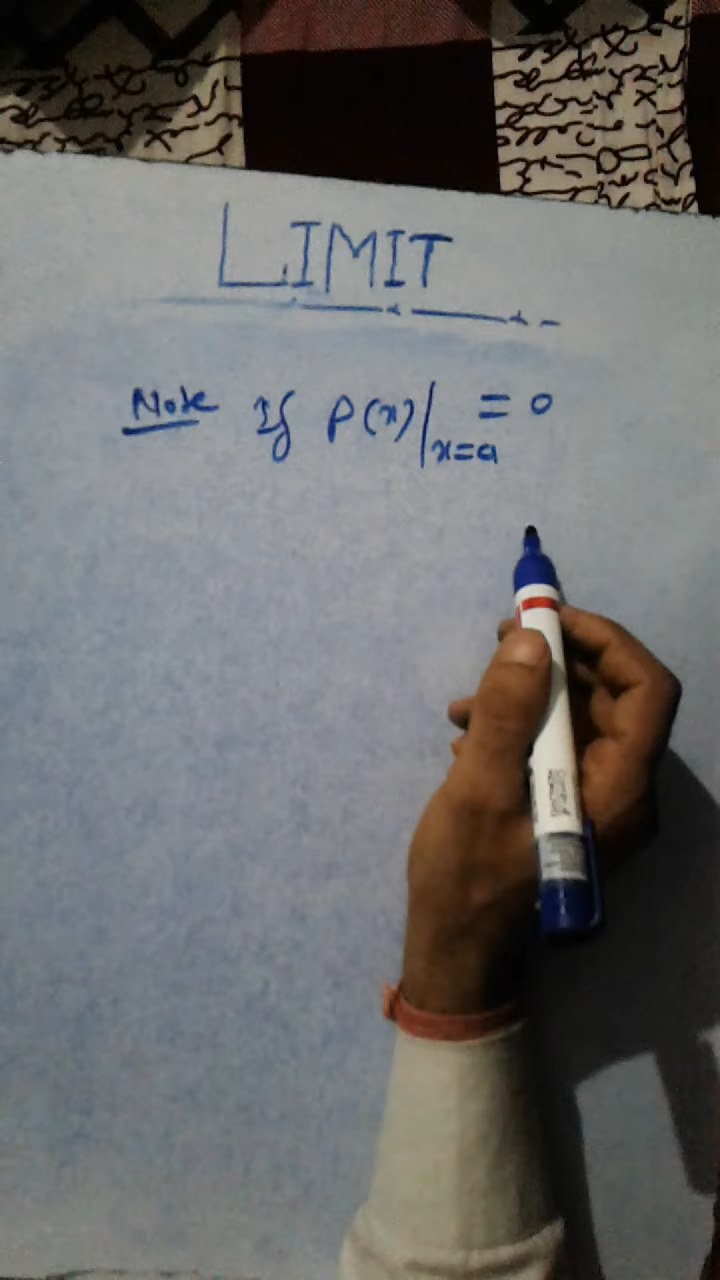 LIMIT
Note If P(x)|x=a = 0